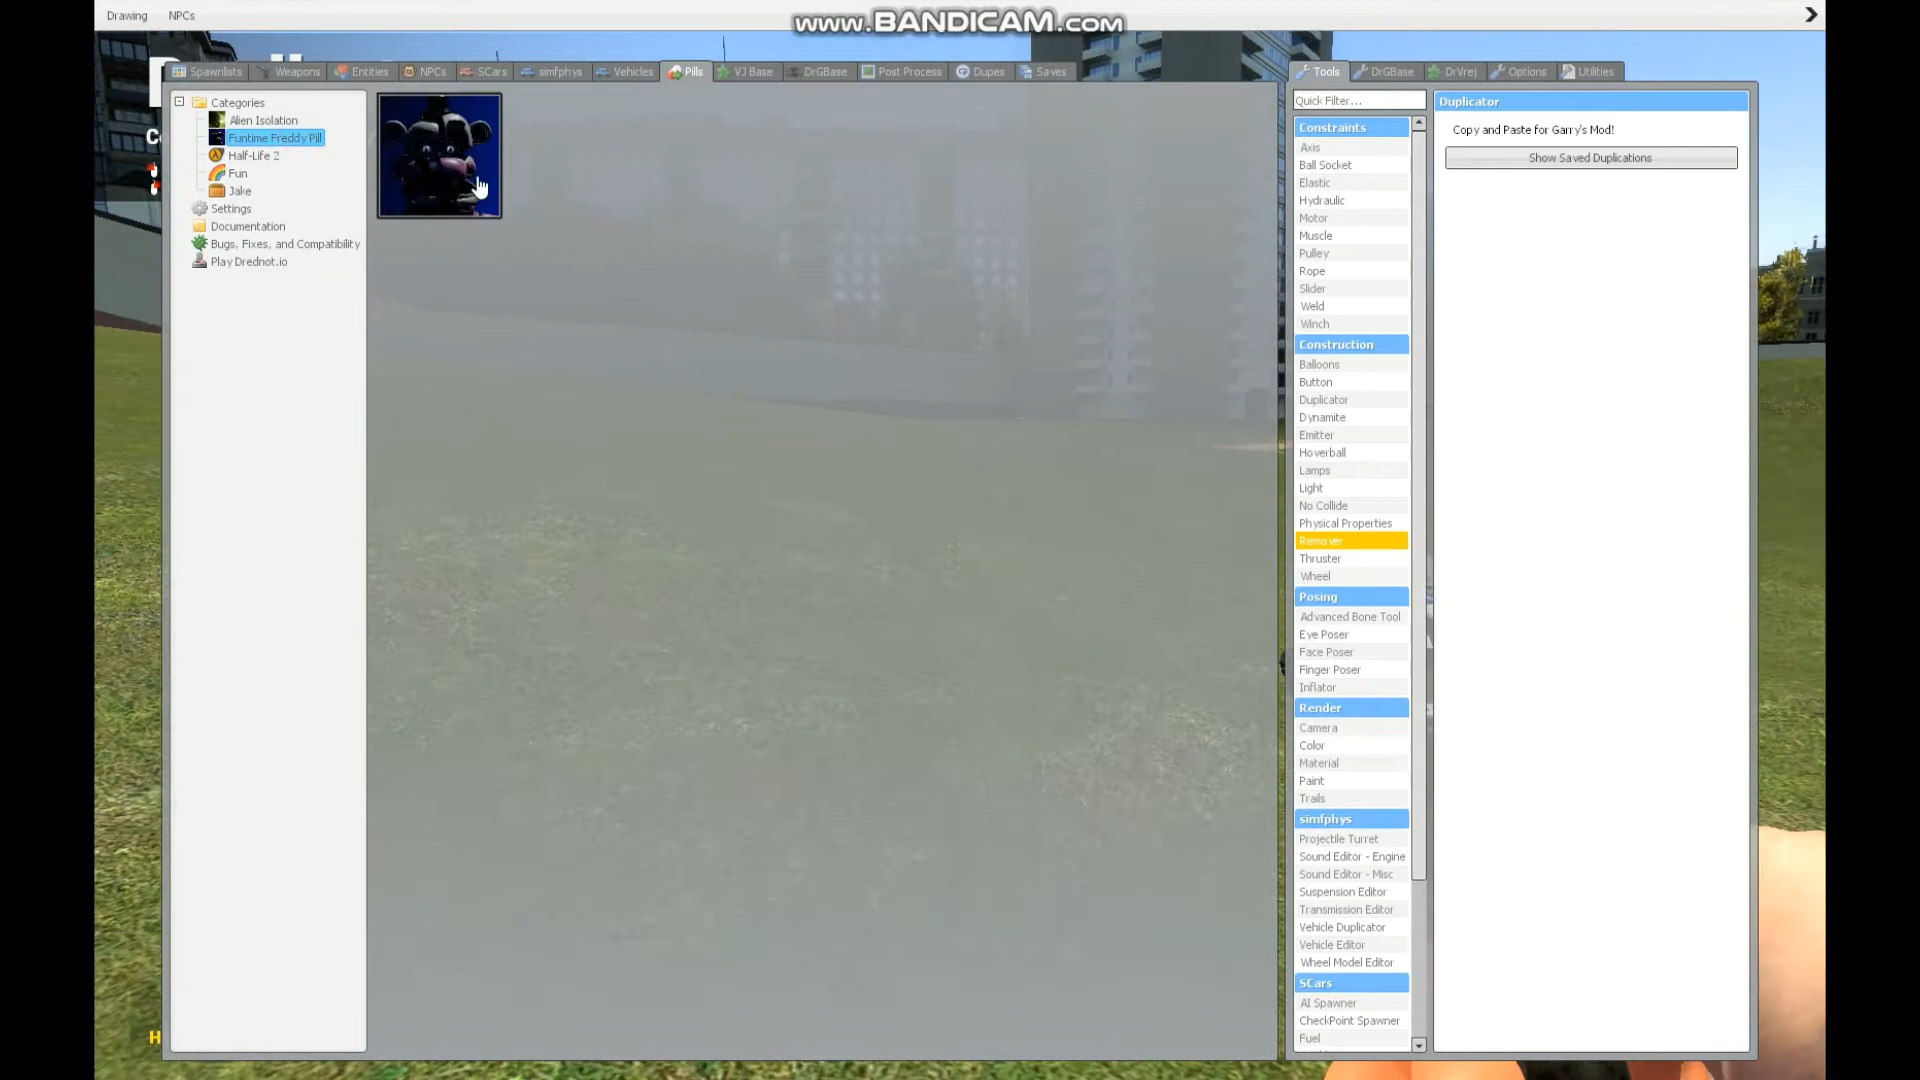 Drawing NPCs
www.BANDICAM.com
Spawnlists Weapons Entities NPCs SCars simfphys Vehicles Pills VJ Base DrGBase Post Process Dupes Saves
Categories
Alien Isolation
Funtime Freddy Pill
Half-Life 2
Fun
Jake
Settings
Documentation
Bugs, Fixes, and Compatibility
Play Drednot.io
H
Tools DrGBase DrVrej Options Utilities
Quick Filter...
Constraints
Axis
Ball Socket
Elastic
Hydraulic
Motor
Muscle
Pulley
Rope
Slider
Weld
Winch
Construction
Balloons
Button
Duplicator
Dynamite
Emitter
Hoverball
Lamps
Light
No Collide
Physical Properties
Remover
Thruster
Wheel
Posing
Advanced Bone Tool
Eye Poser
Face Poser
Finger Poser
Inflator
Render
Camera
Color
Material
Paint
Trails
simfphys
Projectile Turret
Sound Editor - Engine
Sound Editor - Misc
Suspension Editor
Transmission Editor
Vehicle Duplicator
Vehicle Editor
Wheel Model Editor
SCars
AI Spawner
CheckPoint Spawner
Fuel
Duplicator
Copy and Paste for Garry's Mod!
Show Saved Duplications